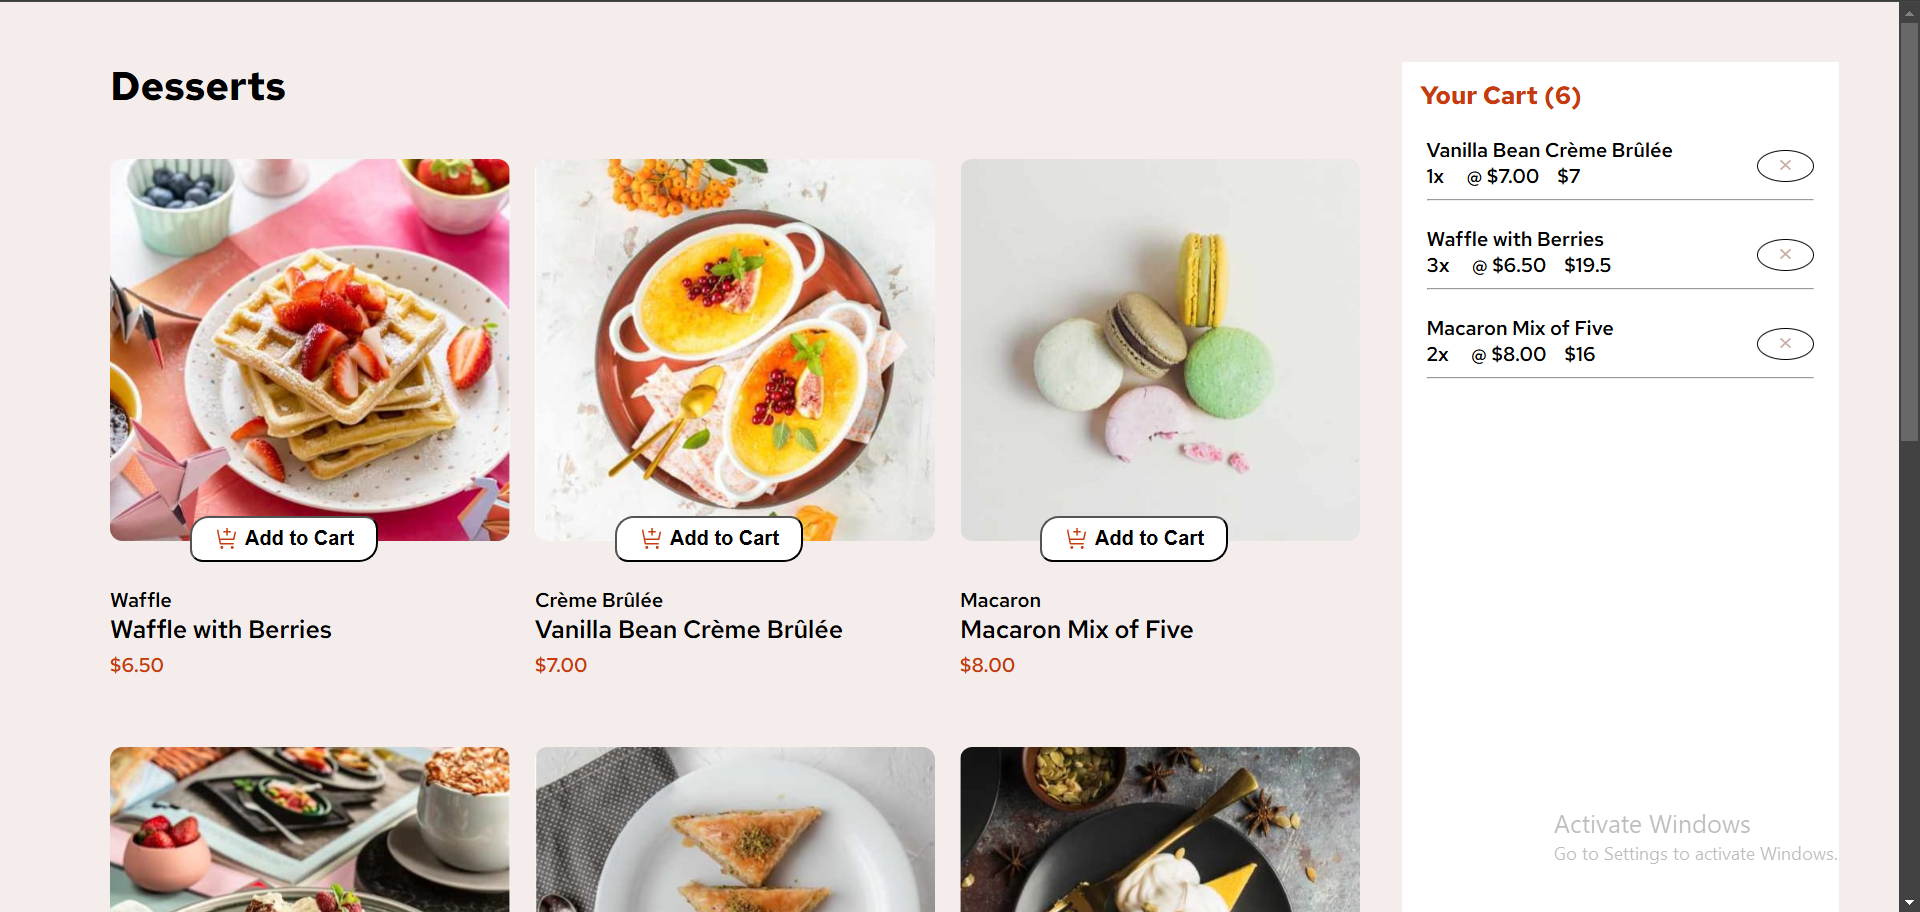 Desserts
Add to Cart
Waffle
Waffle with Berries
$6.50
Add to Cart
Crème Brûlée
Vanilla Bean Crème Brûlée
$7.00
Add to Cart
Macaron
Macaron Mix of Five
$8.00
Your Cart (6)
Vanilla Bean Crème Brûlée
1x @ $7.00 $7
Waffle with Berries
3x @ $6.50 $19.5
Macaron Mix of Five
2x @ $8.00 $16
Activate Windows
Go to Settings to activate Windows.